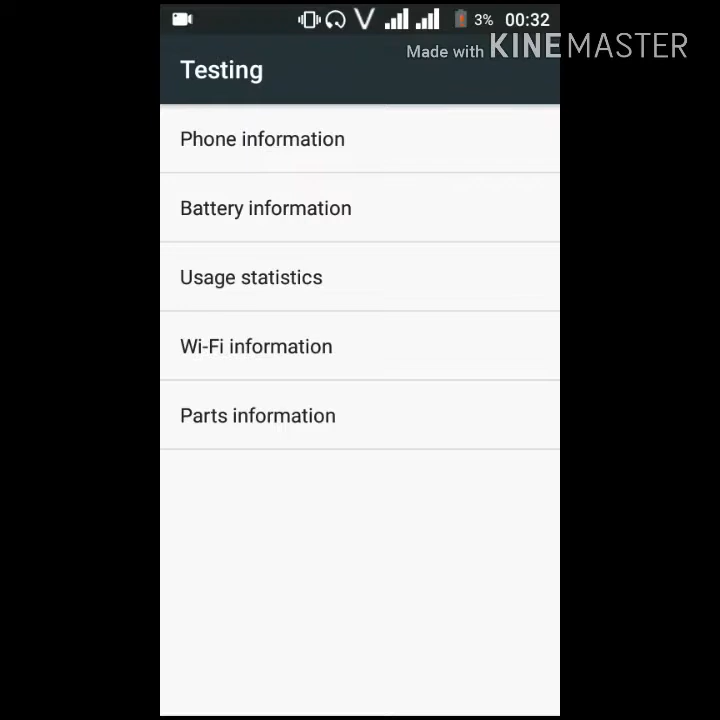 3% 00:32
Made with KINEMASTER
Testing
Phone information
Battery information
Usage statistics
Wi-Fi information
Parts information